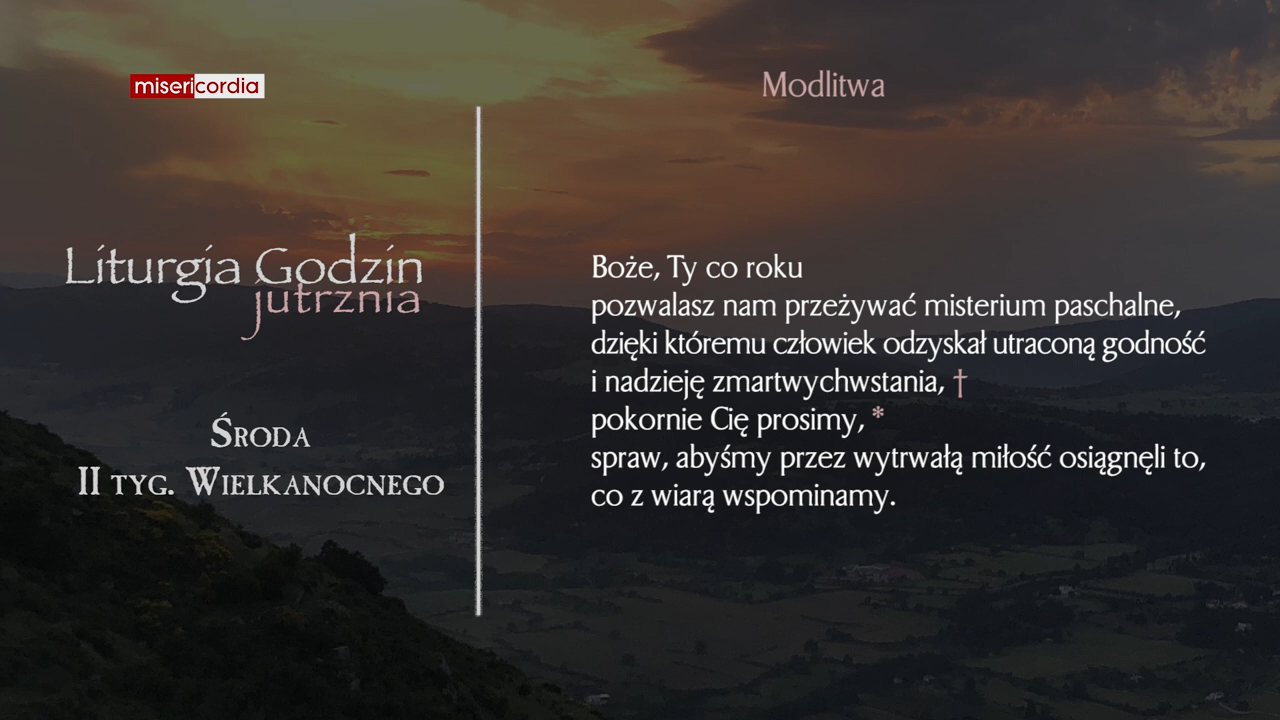 misericordia
Liturgia Godzin
jutrznia
Środa
II tyg. Wielkanocnego
Modlitwa
Boże, Ty co roku
pozwalasz nam przeżywać misterium paschalne,
dzięki któremu człowiek odzyskał utraconą godność
i nadzieję zmartwychwstania, †
pokornie Cię prosimy, *
spraw, abyśmy przez wytrwałą miłość osiągnęli to,
co z wiarą wspominamy.